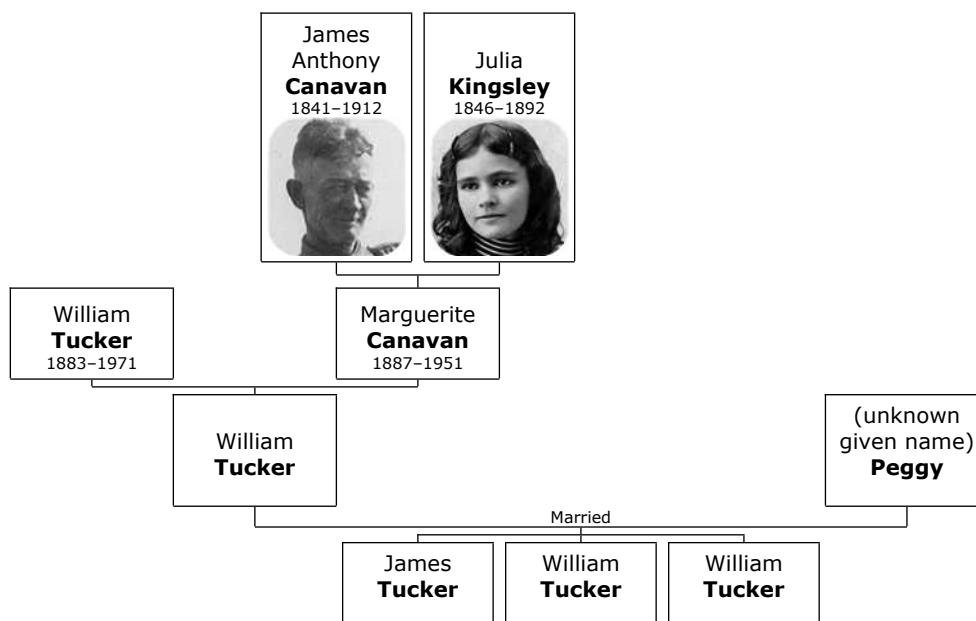 James
Anthony
Canavan
1841–1912
Julia
Kingsley
1846–1892
William
Tucker
1883–1971
Marguerite
Canavan
1887–1951
William
Tucker
(unknown
given name)
Peggy
Married
James
Tucker
William
Tucker
William
Tucker